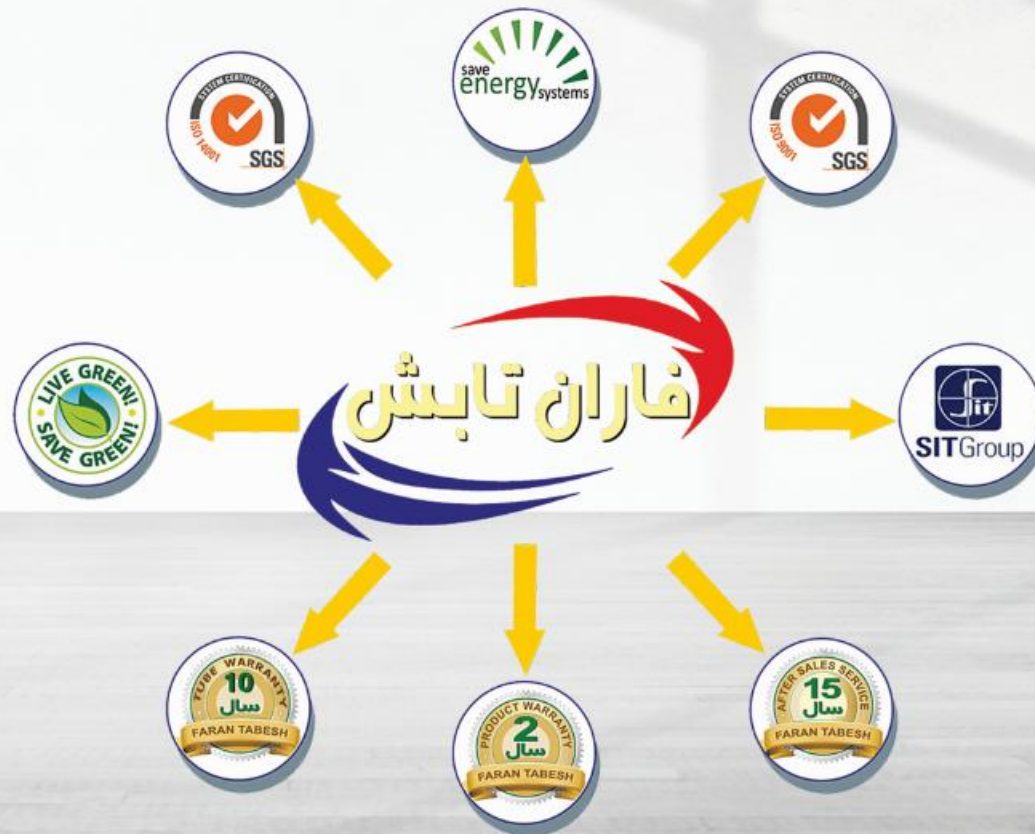 save
energy systems
SYSTEM CERTIFICATION
ISO 14001
SGS
SYSTEM CERTIFICATION
ISO 9001
SGS
فاران تابش
LIVE GREEN!
SAVE GREEN!
Sit
SITGroup
TUBE WARRANTY
10
سال
FARAN TABESH
PRODUCT WARRANTY
2
سال
FARAN TABESH
AFTER SALES SERVICE
15
سال
FARAN TABESH